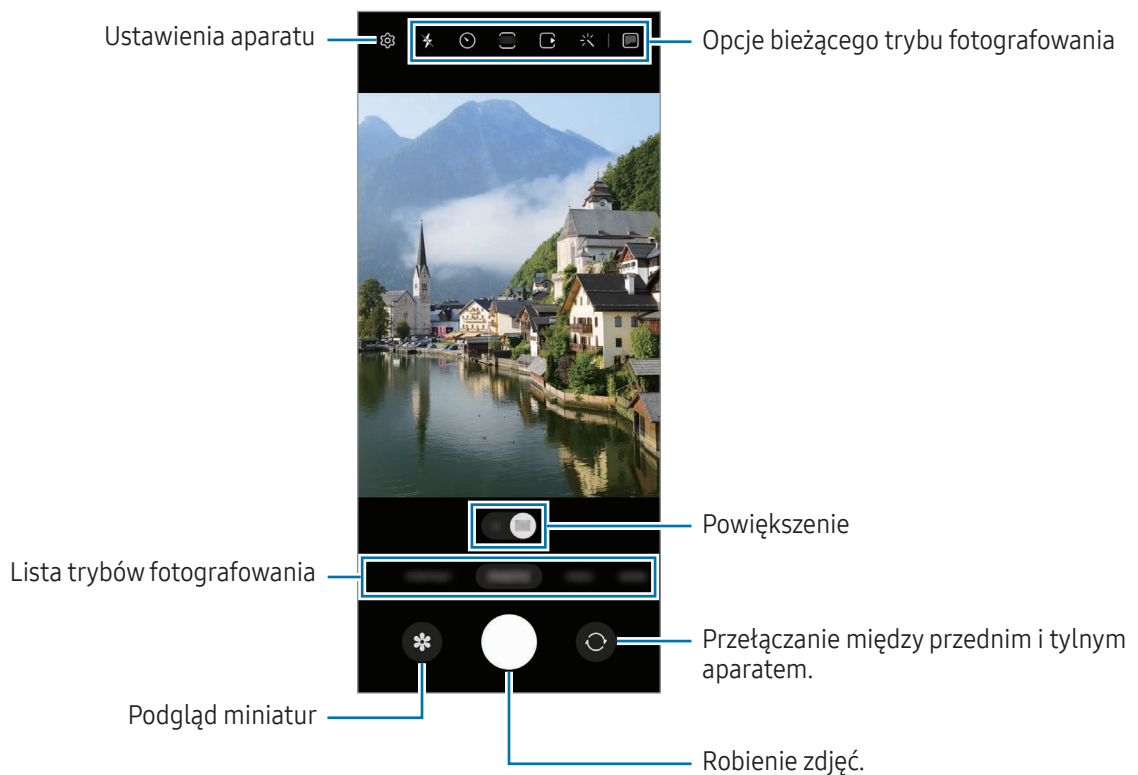 Ustawienia aparatu
Opcje bieżącego trybu fotografowania
Powiększenie
Lista trybów fotografowania
Przełączanie między przednim i tylnym
aparatem.
Podgląd miniatur
Robienie zdjęć.